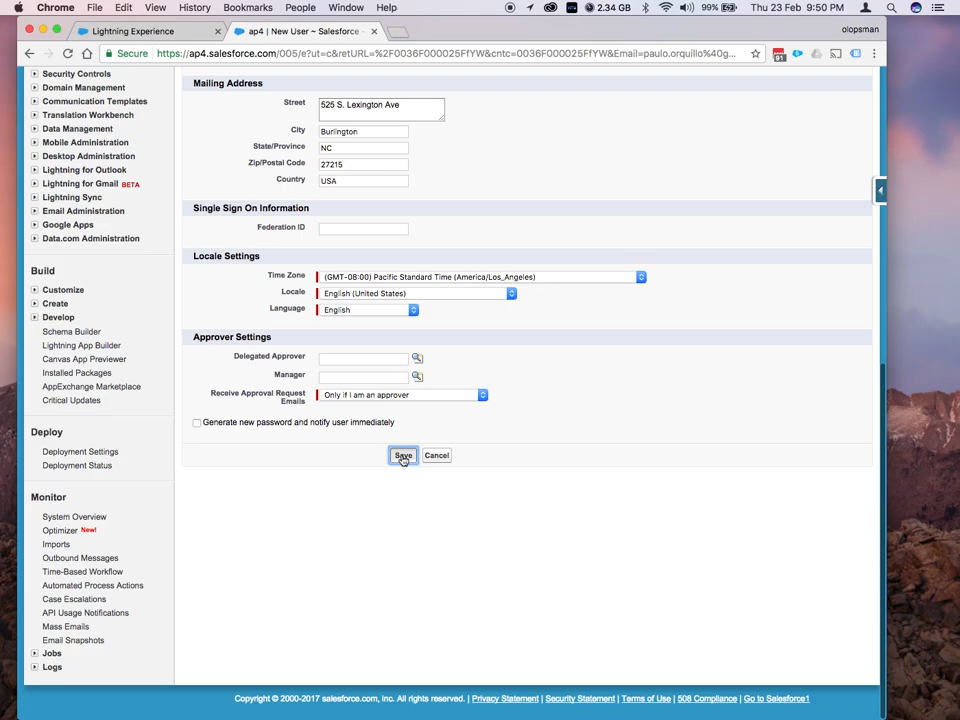 Chrome File Edit View History Bookmarks People Window Help 2.34 GB 99% Thu 23 Feb 9:50 PM
Lightning Experience × ap4 | New User ~ Salesforce × olopsman
Secure https://ap4.salesforce.com/005/e?ut=c&retURL=%2F0036F000025FfYW&cntc=0036F000025FfYW&Email=paulo.orquillo%40g... 91
Security Controls
Domain Management
Communication Templates
Translation Workbench
Data Management
Mobile Administration
Desktop Administration
Lightning for Outlook
Lightning for Gmail BETA
Lightning Sync
Email Administration
Google Apps
Data.com Administration
Build
Customize
Create
Develop
Schema Builder
Lightning App Builder
Canvas App Previewer
Installed Packages
AppExchange Marketplace
Critical Updates
Deploy
Deployment Settings
Deployment Status
Monitor
System Overview
Optimizer New!
Imports
Outbound Messages
Time-Based Workflow
Automated Process Actions
Case Escalations
API Usage Notifications
Mass Emails
Email Snapshots
Jobs
Logs
Mailing Address
Street 525 S. Lexington Ave
City Burlington
State/Province NC
Zip/Postal Code 27215
Country USA
Single Sign On Information
Federation ID
Locale Settings
Time Zone (GMT-08:00) Pacific Standard Time (America/Los_Angeles)
Locale English (United States)
Language English
Approver Settings
Delegated Approver
Manager
Receive Approval Request Only if I am an approver
Emails
Generate new password and notify user immediately
Save Cancel
Copyright © 2000-2017 salesforce.com, inc. All rights reserved. | Privacy Statement | Security Statement | Terms of Use | 508 Compliance | Go to Salesforce1